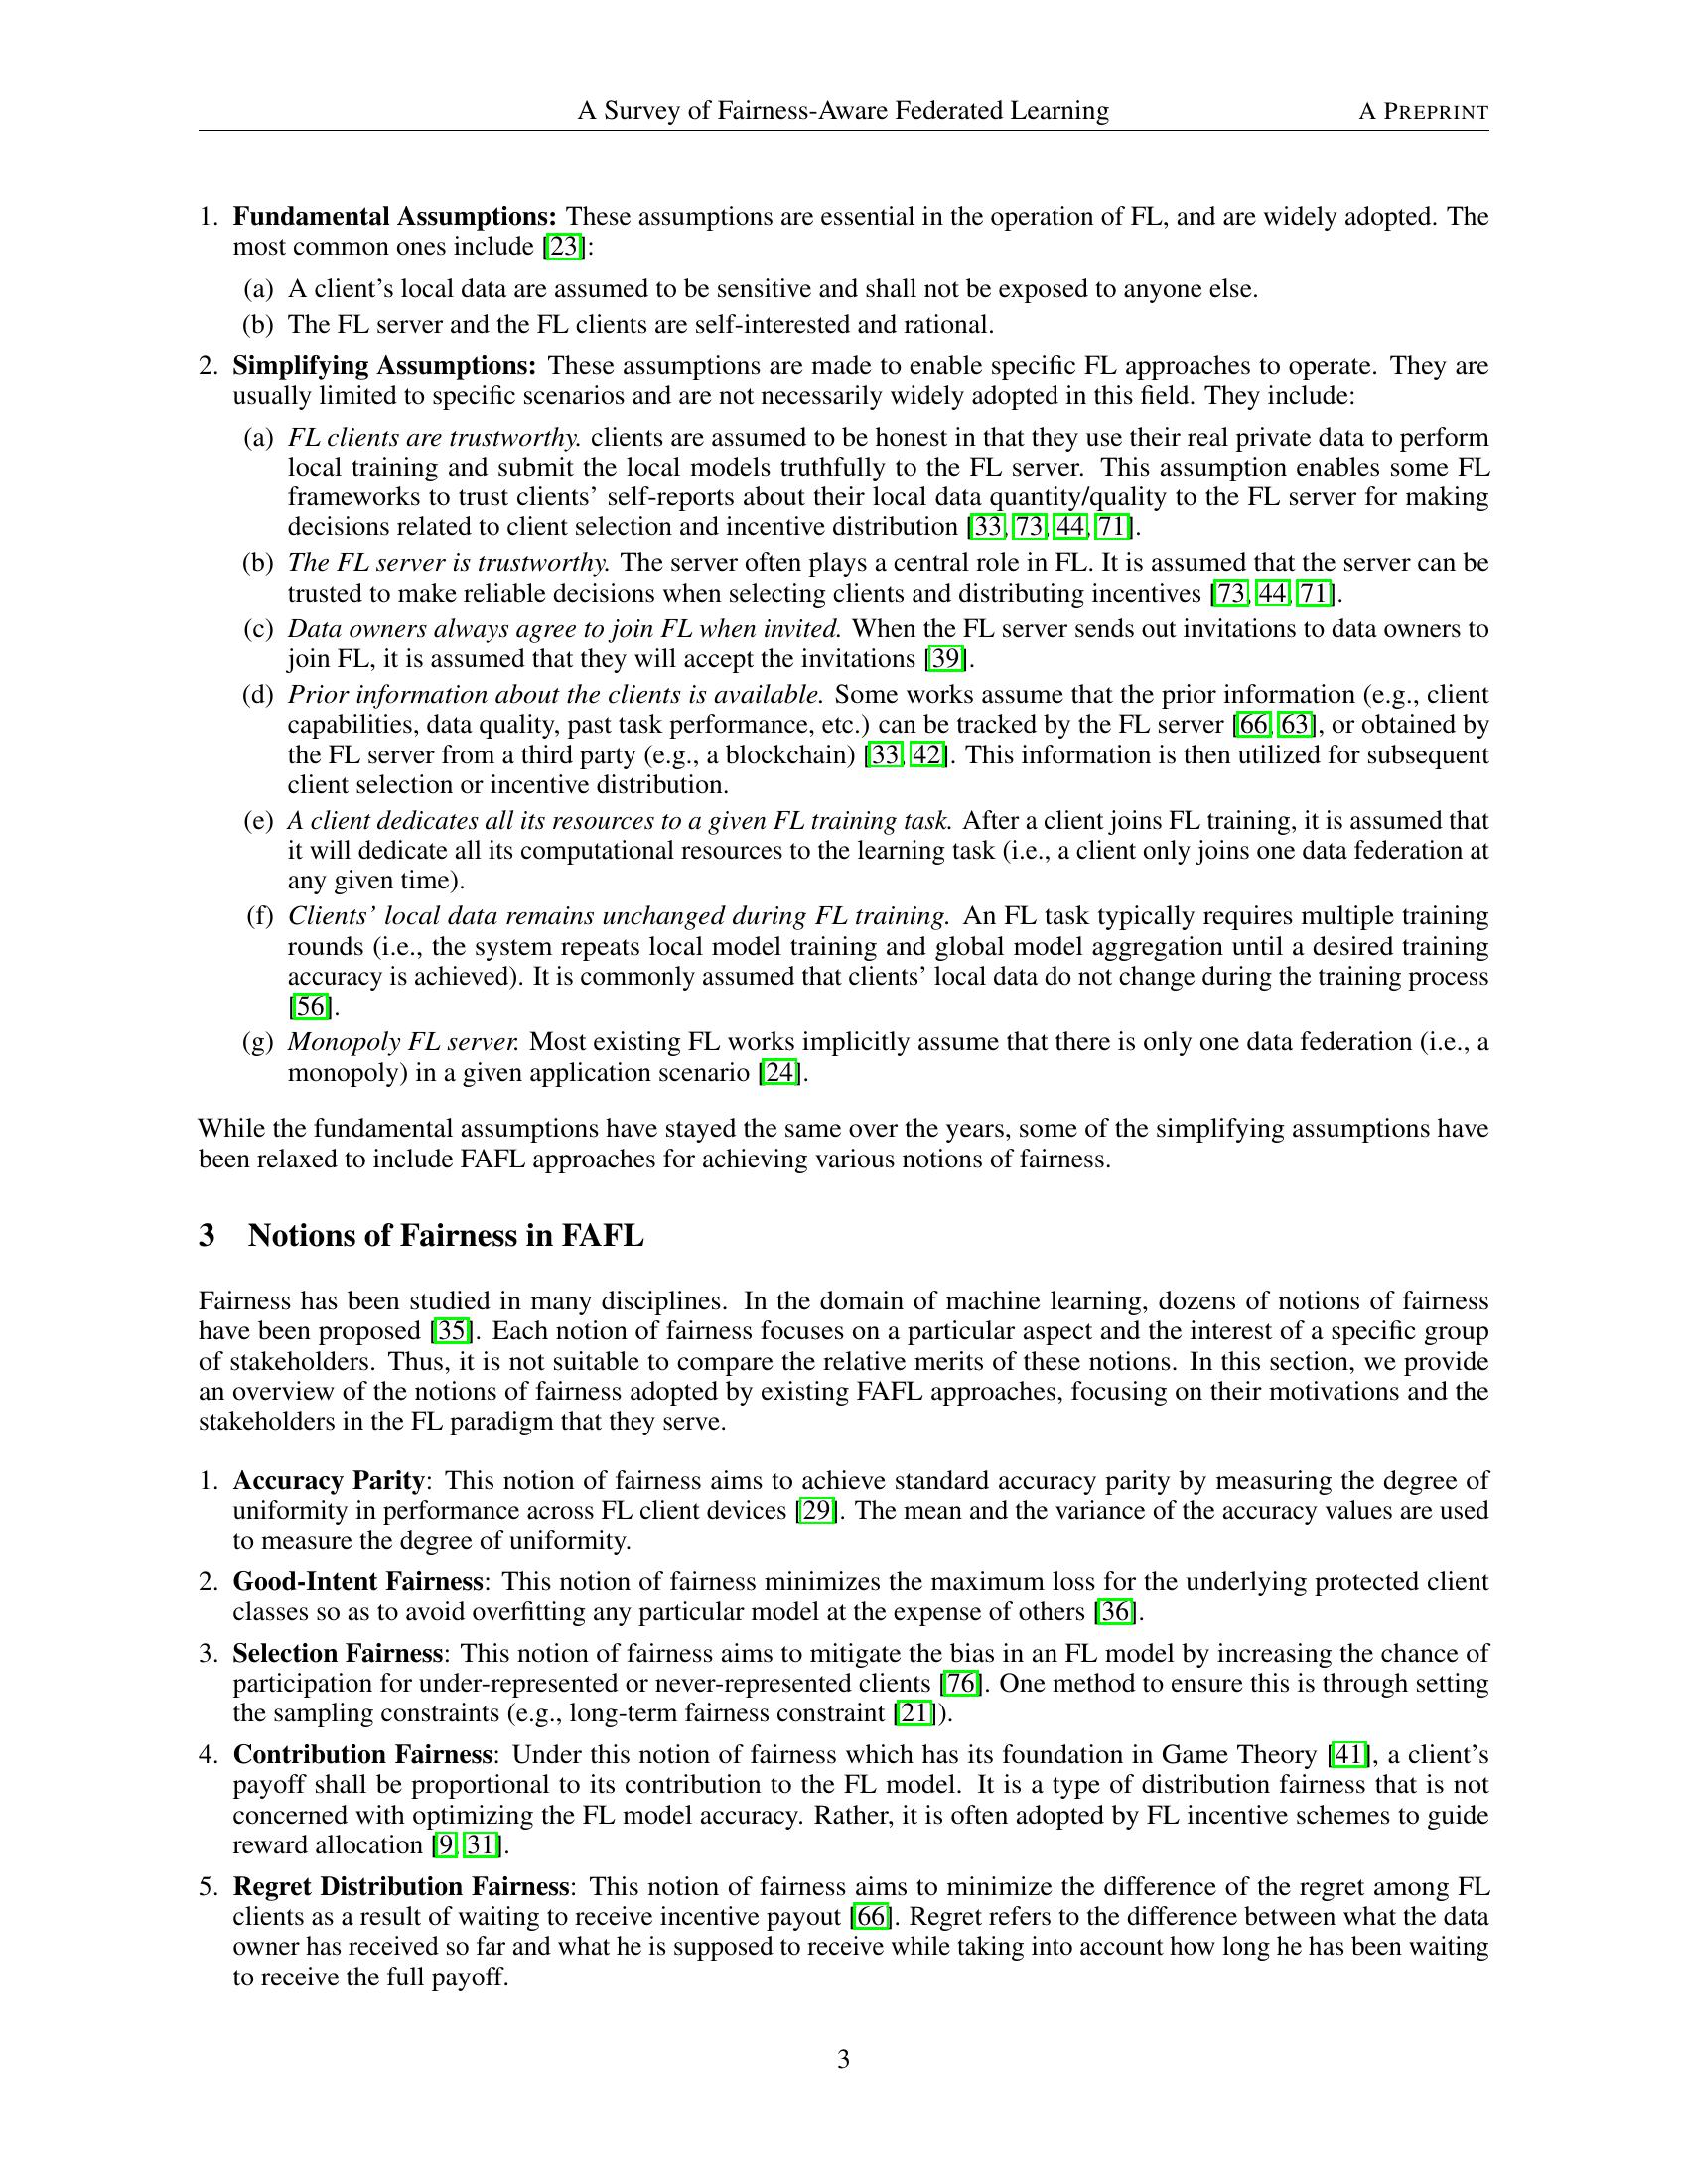 A Survey of Fairness-Aware Federated Learning A PREPRINT
1. Fundamental Assumptions: These assumptions are essential in the operation of FL, and are widely adopted. The
most common ones include [23]:
(a) A client's local data are assumed to be sensitive and shall not be exposed to anyone else.
(b) The FL server and the FL clients are self-interested and rational.
2. Simplifying Assumptions: These assumptions are made to enable specific FL approaches to operate. They are
usually limited to specific scenarios and are not necessarily widely adopted in this field. They include:
(a) FL clients are trustworthy. clients are assumed to be honest in that they use their real private data to perform
local training and submit the local models truthfully to the FL server. This assumption enables some FL
frameworks to trust clients' self-reports about their local data quantity/quality to the FL server for making
decisions related to client selection and incentive distribution [33, 73, 44, 71].
(b) The FL server is trustworthy. The server often plays a central role in FL. It is assumed that the server can be
trusted to make reliable decisions when selecting clients and distributing incentives [73, 44, 71].
(c) Data owners always agree to join FL when invited. When the FL server sends out invitations to data owners to
join FL, it is assumed that they will accept the invitations [39].
(d) Prior information about the clients is available. Some works assume that the prior information (e.g., client
capabilities, data quality, past task performance, etc.) can be tracked by the FL server [66, 63], or obtained by
the FL server from a third party (e.g., a blockchain) [33, 42]. This information is then utilized for subsequent
client selection or incentive distribution.
(e) A client dedicates all its resources to a given FL training task. After a client joins FL training, it is assumed that
it will dedicate all its computational resources to the learning task (i.e., a client only joins one data federation at
any given time).
(f) Clients' local data remains unchanged during FL training. An FL task typically requires multiple training
rounds (i.e., the system repeats local model training and global model aggregation until a desired training
accuracy is achieved). It is commonly assumed that clients' local data do not change during the training process
[56].
(g) Monopoly FL server. Most existing FL works implicitly assume that there is only one data federation (i.e., a
monopoly) in a given application scenario [24].
While the fundamental assumptions have stayed the same over the years, some of the simplifying assumptions have
been relaxed to include FAFL approaches for achieving various notions of fairness.
3 Notions of Fairness in FAFL
Fairness has been studied in many disciplines. In the domain of machine learning, dozens of notions of fairness
have been proposed [35]. Each notion of fairness focuses on a particular aspect and the interest of a specific group
of stakeholders. Thus, it is not suitable to compare the relative merits of these notions. In this section, we provide
an overview of the notions of fairness adopted by existing FAFL approaches, focusing on their motivations and the
stakeholders in the FL paradigm that they serve.
1. Accuracy Parity: This notion of fairness aims to achieve standard accuracy parity by measuring the degree of
uniformity in performance across FL client devices [29]. The mean and the variance of the accuracy values are used
to measure the degree of uniformity.
2. Good-Intent Fairness: This notion of fairness minimizes the maximum loss for the underlying protected client
classes so as to avoid overfitting any particular model at the expense of others [36].
3. Selection Fairness: This notion of fairness aims to mitigate the bias in an FL model by increasing the chance of
participation for under-represented or never-represented clients [76]. One method to ensure this is through setting
the sampling constraints (e.g., long-term fairness constraint [21]).
4. Contribution Fairness: Under this notion of fairness which has its foundation in Game Theory [41], a client's
payoff shall be proportional to its contribution to the FL model. It is a type of distribution fairness that is not
concerned with optimizing the FL model accuracy. Rather, it is often adopted by FL incentive schemes to guide
reward allocation [9, 31].
5. Regret Distribution Fairness: This notion of fairness aims to minimize the difference of the regret among FL
clients as a result of waiting to receive incentive payout [66]. Regret refers to the difference between what the data
owner has received so far and what he is supposed to receive while taking into account how long he has been waiting
to receive the full payoff.
3